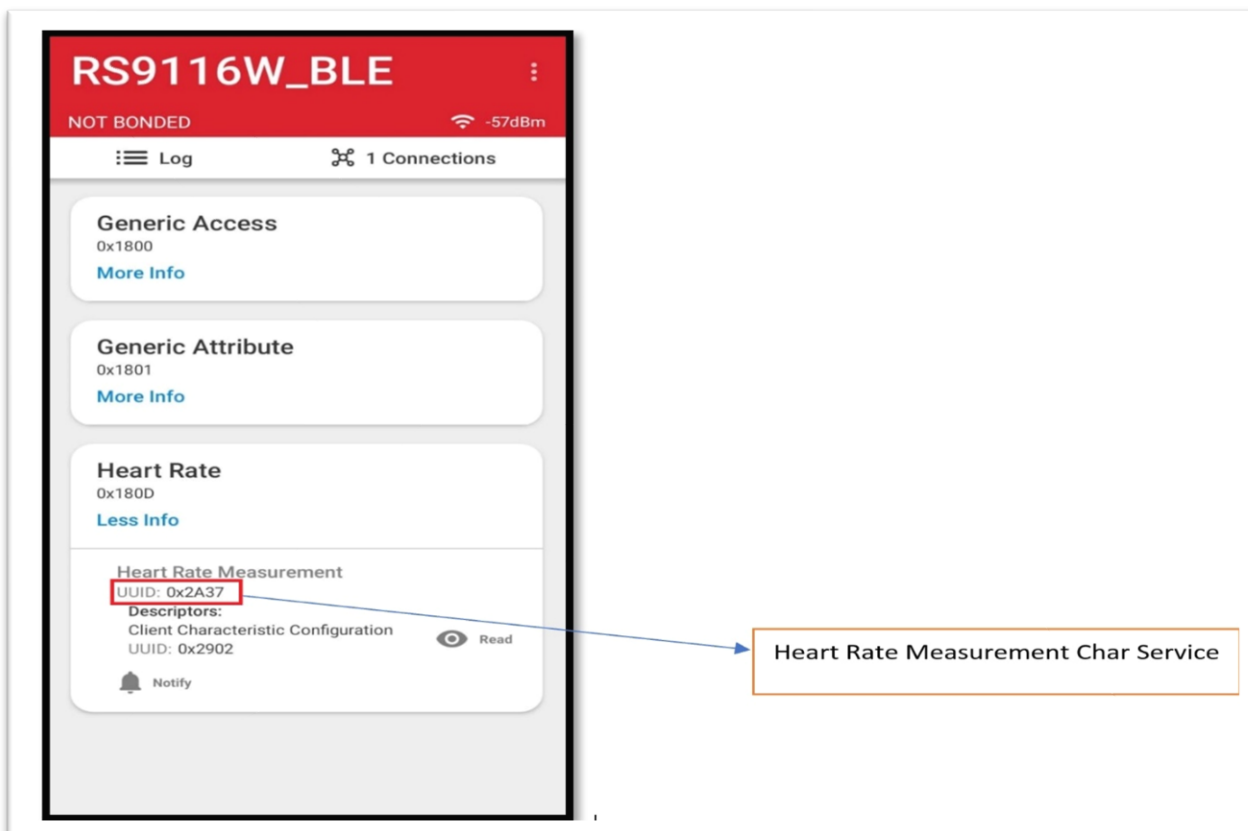 RS9116W_BLE
NOT BONDED -57dBm
Log 1 Connections
Generic Access
0x1800
More Info
Generic Attribute
0x1801
More Info
Heart Rate
0x180D
Less Info
Heart Rate Measurement
UUID: 0x2A37
Descriptors:
Client Characteristic Configuration
UUID: 0x2902
Read
Notify
Heart Rate Measurement Char Service